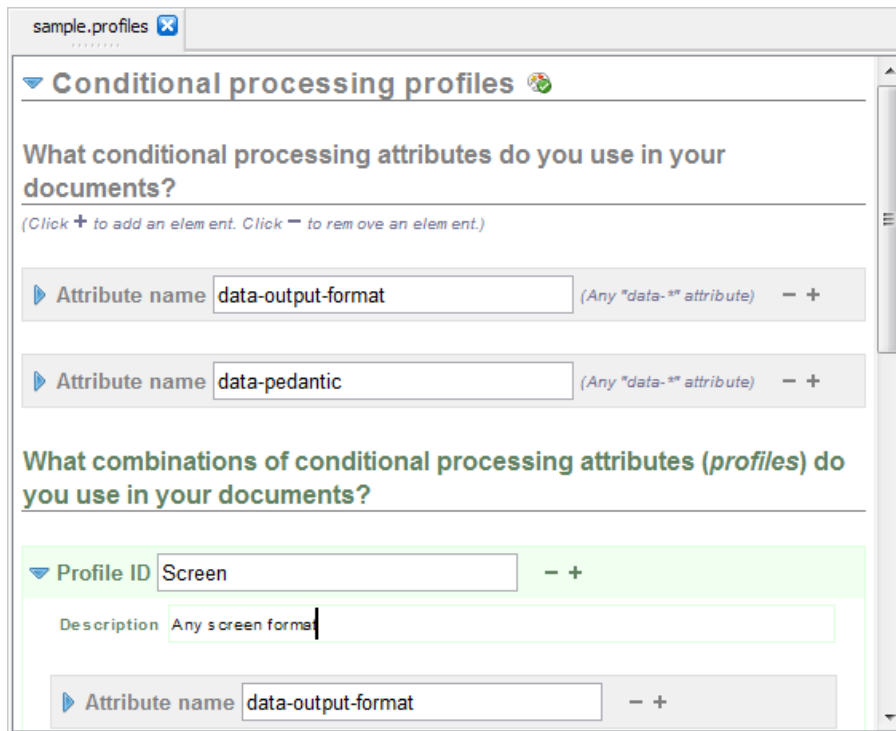 sample.profiles
Conditional processing profiles
What conditional processing attributes do you use in your
documents?
(Click + to add an element. Click − to remove an element.)
Attribute name data-output-format (Any "data-*" attribute) − +
Attribute name data-pedantic (Any "data-*" attribute) − +
What combinations of conditional processing attributes (profiles) do
you use in your documents?
Profile ID Screen − +
Description Any screen format
Attribute name data-output-format − +